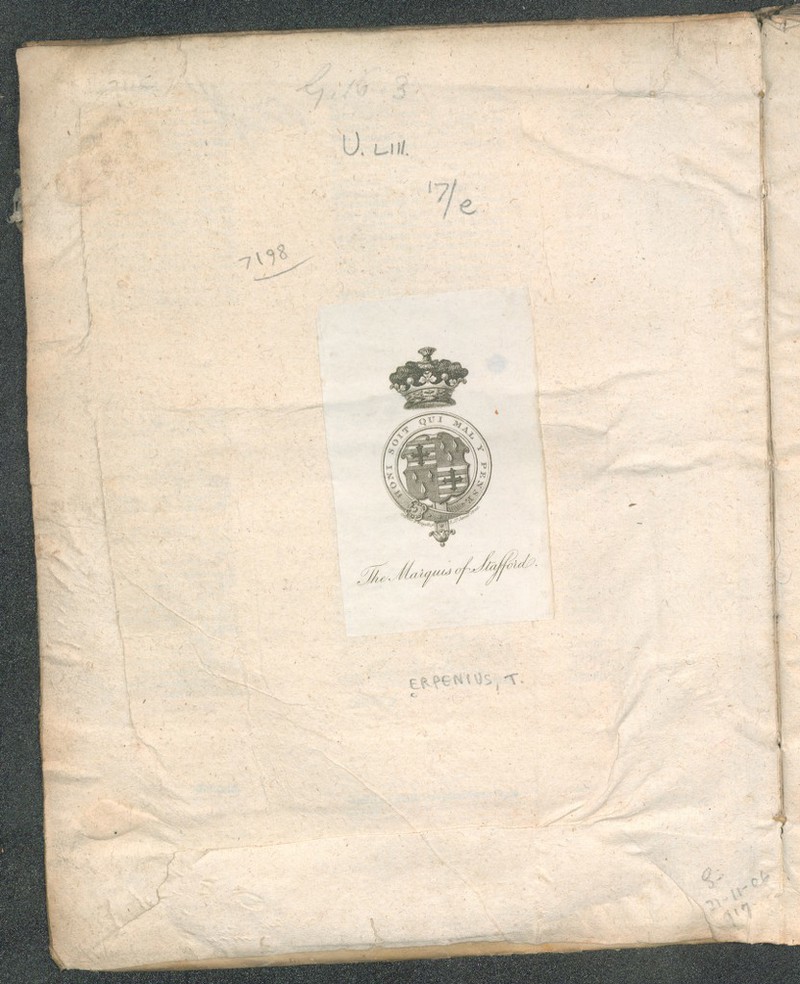 U. LIII.
17/e
7198
HONI SOIT QUI MAL Y PENSE
The Marquis of Stafford.
ERPENIUS, T.